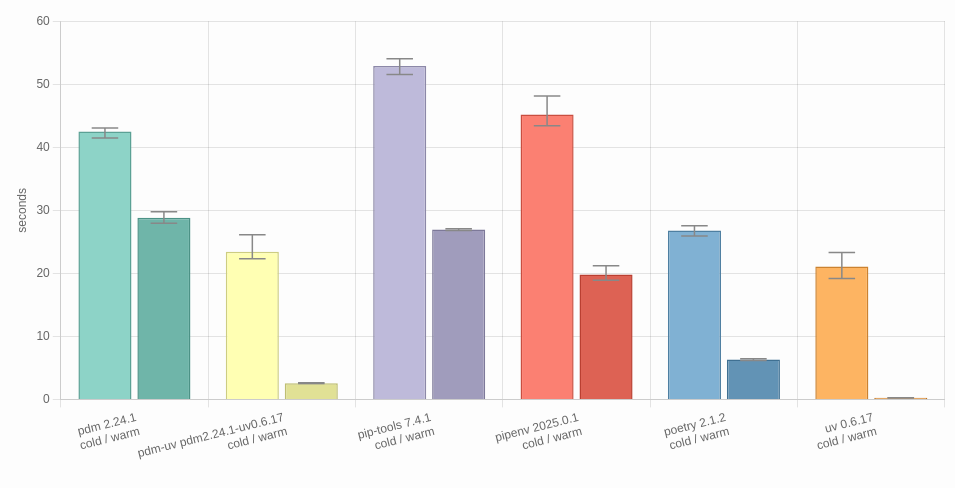 60
50
40
30
20
10
0
seconds
pdm 2.24.1
cold / warm
pdm-uv pdm2.24.1-uv0.6.17
cold / warm
pip-tools 7.4.1
cold / warm
pipenv 2025.0.1
cold / warm
poetry 2.1.2
cold / warm
uv 0.6.17
cold / warm